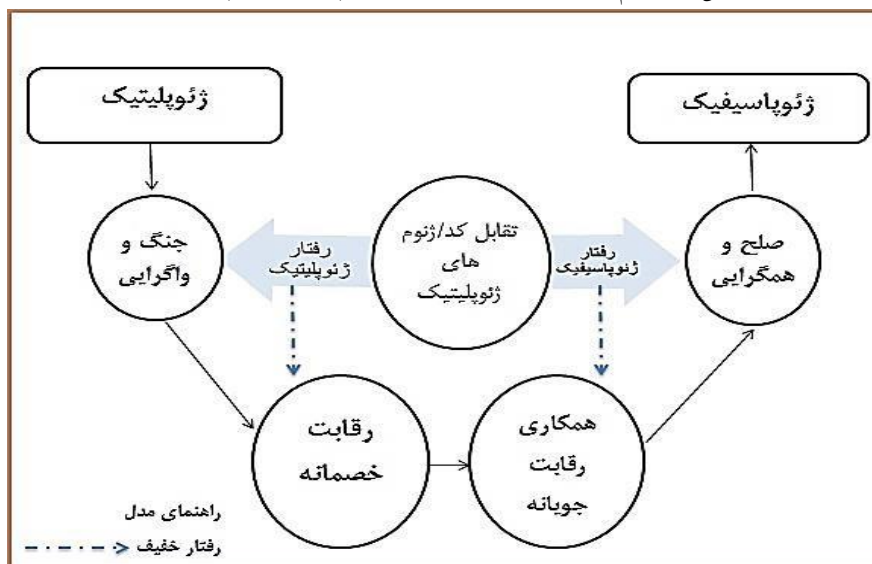 ژئوپلیتیک
ژئوپاسیفیک
جنگ و
واگرایی
رفتار
ژئوپلیتیک
تقابل کد/ژنوم
های
ژئوپلیتیک
رفتار
ژئوپاسیفیک
صلح و
همگرایی
رقابت
خصمانه
همکاری
رقابت
جویانه
راهنمای مدل
رفتار خفیف